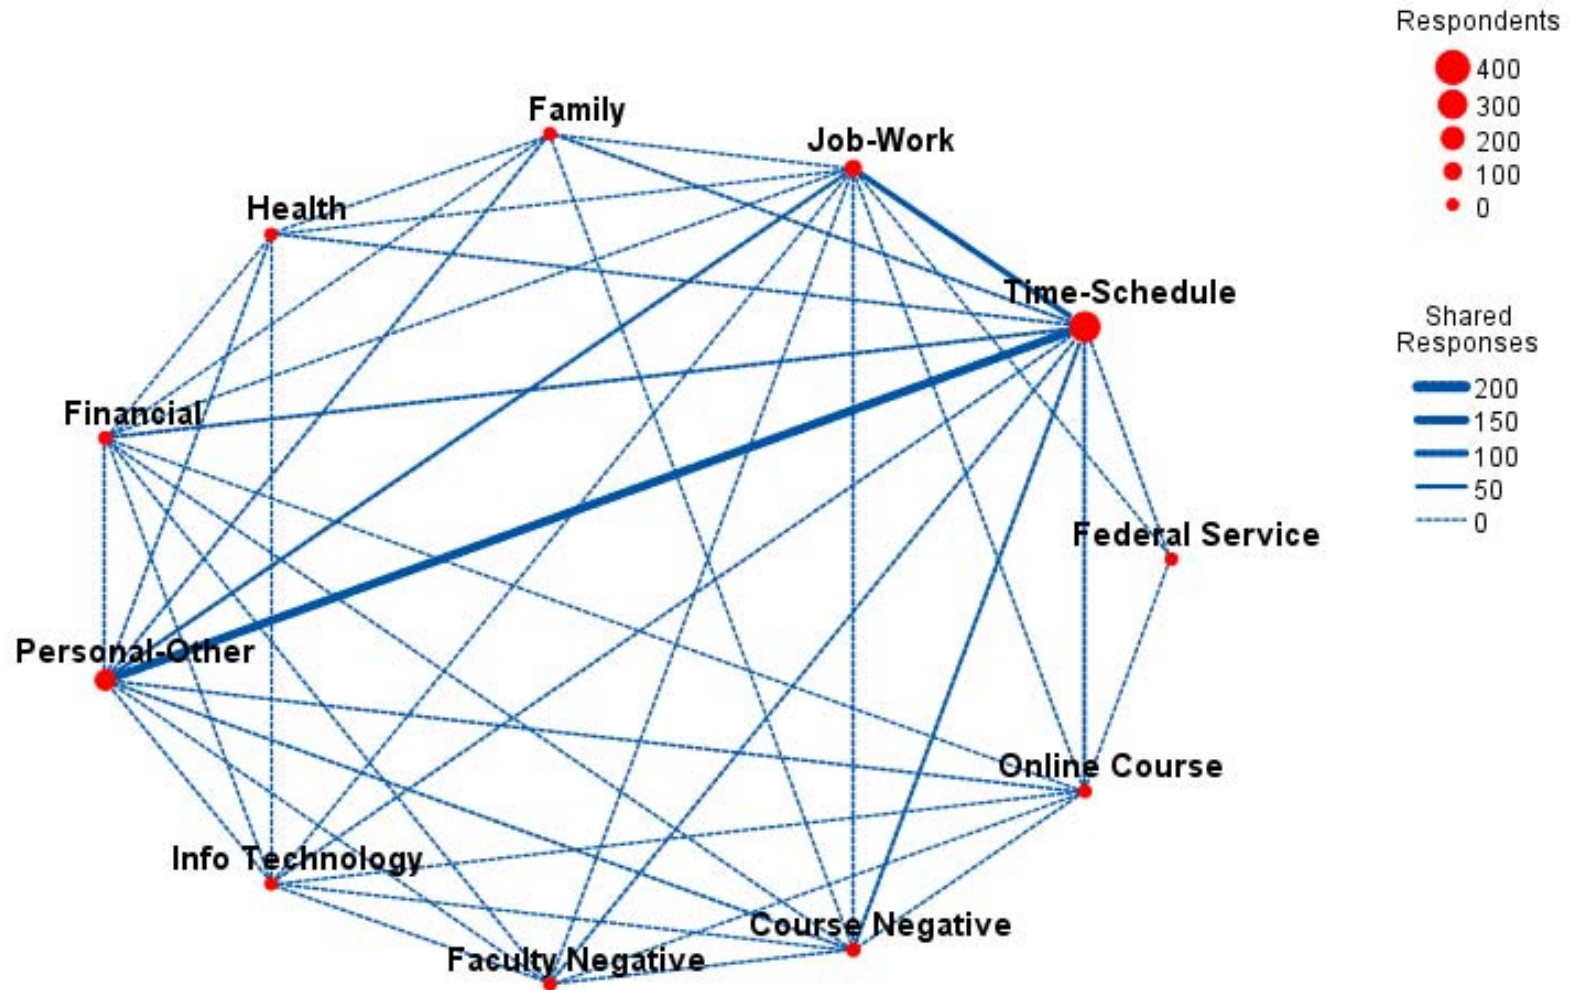 Respondents
400
300
200
100
0
Shared
Responses
200
150
100
50
0
Family
Job-Work
Health
Time-Schedule
Financial
Federal Service
Personal-Other
Online Course
Info Technology
Course Negative
Faculty Negative